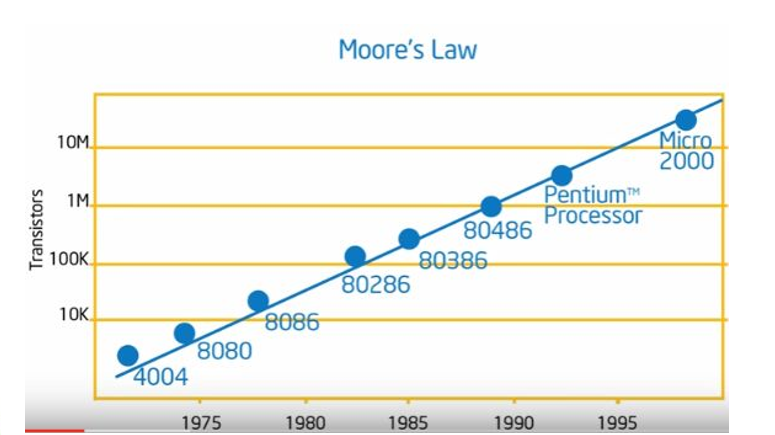 Moore's Law
Transistors
10M
1M
100K
10K
4004
8080
8086
80286
80386
80486
Pentium™
Processor
Micro
2000
1975
1980
1985
1990
1995